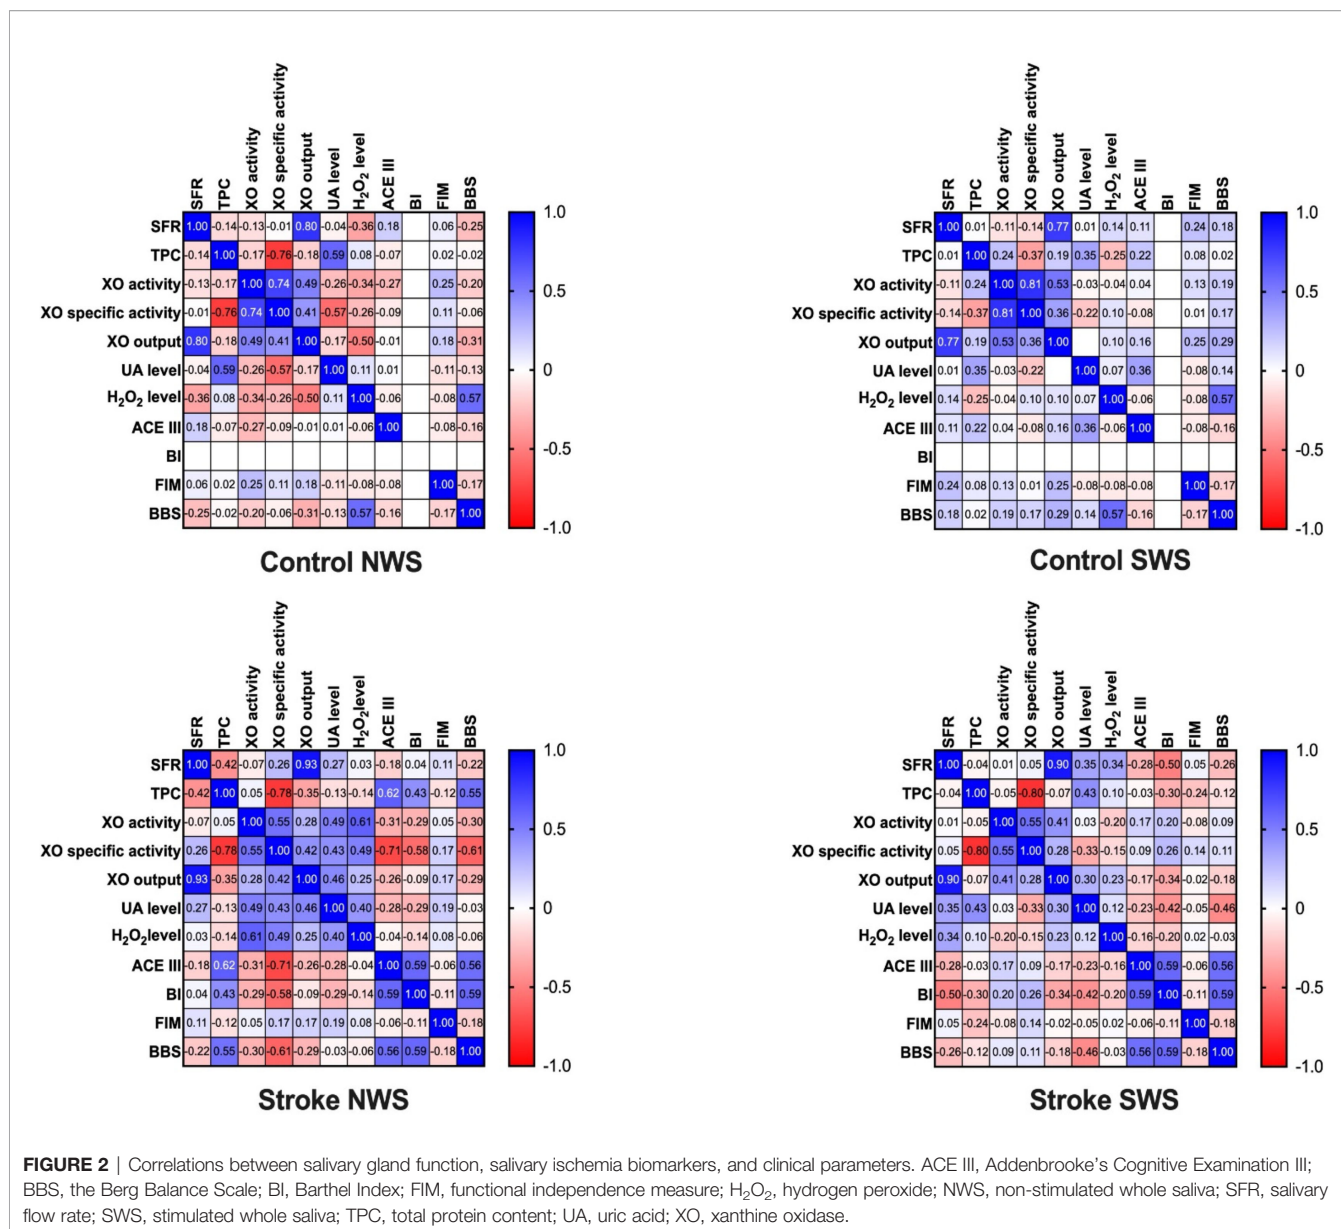 SFR TPC XO activity XO specific activity XO output UA level H₂O₂ level ACE III BI FIM BBS
SFR 1.00 -0.14 -0.13 -0.01 0.80 -0.04 -0.36 0.18 0.06 -0.25
TPC -0.14 1.00 -0.17 -0.76 -0.18 0.59 0.08 -0.07 0.02 -0.02
XO activity -0.13 -0.17 1.00 0.74 0.49 -0.26 -0.34 -0.27 0.25 -0.20
XO specific activity -0.01 -0.76 0.74 1.00 0.41 -0.57 -0.26 -0.09 0.11 -0.06
XO output 0.80 -0.18 0.49 0.41 1.00 -0.17 -0.50 -0.01 0.18 -0.31
UA level -0.04 0.59 -0.26 -0.57 -0.17 1.00 0.11 0.01 -0.11 -0.13
H₂O₂ level -0.36 0.08 -0.34 -0.26 -0.50 0.11 1.00 -0.06 -0.08 0.57
ACE III 0.18 -0.07 -0.27 -0.09 -0.01 0.01 -0.06 1.00 -0.08 -0.16
BI
FIM 0.06 0.02 0.25 0.11 0.18 -0.11 -0.08 -0.08 1.00 -0.17
BBS -0.25 -0.02 -0.20 -0.06 -0.31 -0.13 0.57 -0.16 -0.17 1.00
1.0
0.5
0
-0.5
-1.0
Control NWS
SFR TPC XO activity XO specific activity XO output UA level H₂O₂ level ACE III BI FIM BBS
SFR 1.00 0.01 -0.11 -0.14 0.77 0.01 0.14 0.11 0.24 0.18
TPC 0.01 1.00 0.24 -0.37 0.19 0.35 -0.25 0.22 0.08 0.02
XO activity -0.11 0.24 1.00 0.81 0.53 -0.03 -0.04 0.04 0.13 0.19
XO specific activity -0.14 -0.37 0.81 1.00 0.36 -0.22 0.10 -0.08 0.01 0.17
XO output 0.77 0.19 0.53 0.36 1.00 0.10 0.16 0.25 0.29
UA level 0.01 0.35 -0.03 -0.22 1.00 0.07 0.36 -0.08 0.14
H₂O₂ level 0.14 -0.25 -0.04 0.10 0.10 0.07 1.00 -0.06 -0.08 0.57
ACE III 0.11 0.22 0.04 -0.08 0.16 0.36 -0.06 1.00 -0.08 -0.16
BI
FIM 0.24 0.08 0.13 0.01 0.25 -0.08 -0.08 -0.08 1.00 -0.17
BBS 0.18 0.02 0.19 0.17 0.29 0.14 0.57 -0.16 -0.17 1.00
1.0
0.5
0
-0.5
-1.0
Control SWS
SFR TPC XO activity XO specific activity XO output UA level H₂O₂level ACE III BI FIM BBS
SFR 1.00 -0.42 -0.07 0.26 0.93 0.27 0.03 -0.18 0.04 0.11 -0.22
TPC -0.42 1.00 0.05 -0.78 -0.35 -0.13 -0.14 0.62 0.43 -0.12 0.55
XO activity -0.07 0.05 1.00 0.55 0.28 0.49 0.61 -0.31 -0.29 0.05 -0.30
XO specific activity 0.26 -0.78 0.55 1.00 0.42 0.43 0.49 -0.71 -0.58 0.17 -0.61
XO output 0.93 -0.35 0.28 0.42 1.00 0.46 0.25 -0.26 -0.09 0.17 -0.29
UA level 0.27 -0.13 0.49 0.43 0.46 1.00 0.40 -0.28 -0.29 0.19 -0.03
H₂O₂level 0.03 -0.14 0.61 0.49 0.25 0.40 1.00 -0.04 -0.14 0.08 -0.06
ACE III -0.18 0.62 -0.31 -0.71 -0.26 -0.28 -0.04 1.00 0.59 -0.06 0.56
BI 0.04 0.43 -0.29 -0.58 -0.09 -0.29 -0.14 0.59 1.00 -0.11 0.59
FIM 0.11 -0.12 0.05 0.17 0.17 0.19 0.08 -0.06 -0.11 1.00 -0.18
BBS -0.22 0.55 -0.30 -0.61 -0.29 -0.03 -0.06 0.56 0.59 -0.18 1.00
1.0
0.5
0
-0.5
-1.0
Stroke NWS
SFR TPC XO activity XO specific activity XO output UA level H₂O₂ level ACE III BI FIM BBS
SFR 1.00 -0.04 0.01 0.05 0.90 0.35 0.34 -0.28 -0.50 0.05 -0.26
TPC -0.04 1.00 -0.05 -0.80 -0.07 0.43 0.10 -0.03 -0.30 -0.24 -0.12
XO activity 0.01 -0.05 1.00 0.55 0.41 0.03 -0.20 0.17 0.20 -0.08 0.09
XO specific activity 0.05 -0.80 0.55 1.00 0.28 -0.33 -0.15 0.09 0.26 0.14 0.11
XO output 0.90 -0.07 0.41 0.28 1.00 0.30 0.23 -0.17 -0.34 -0.02 -0.18
UA level 0.35 0.43 0.03 -0.33 0.30 1.00 0.12 -0.23 -0.42 -0.05 -0.46
H₂O₂ level 0.34 0.10 -0.20 -0.15 0.23 0.12 1.00 -0.16 -0.20 0.02 -0.03
ACE III -0.28 -0.03 0.17 0.09 -0.17 -0.23 -0.16 1.00 0.59 -0.06 0.56
BI -0.50 -0.30 0.20 0.26 -0.34 -0.42 -0.20 0.59 1.00 -0.11 0.59
FIM 0.05 -0.24 -0.08 0.14 -0.02 -0.05 0.02 -0.06 -0.11 1.00 -0.18
BBS -0.26 -0.12 0.09 0.11 -0.18 -0.46 -0.03 0.56 0.59 -0.18 1.00
1.0
0.5
0
-0.5
-1.0
Stroke SWS
FIGURE 2 | Correlations between salivary gland function, salivary ischemia biomarkers, and clinical parameters. ACE III, Addenbrooke's Cognitive Examination III;
BBS, the Berg Balance Scale; BI, Barthel Index; FIM, functional independence measure; H₂O₂, hydrogen peroxide; NWS, non-stimulated whole saliva; SFR, salivary
flow rate; SWS, stimulated whole saliva; TPC, total protein content; UA, uric acid; XO, xanthine oxidase.